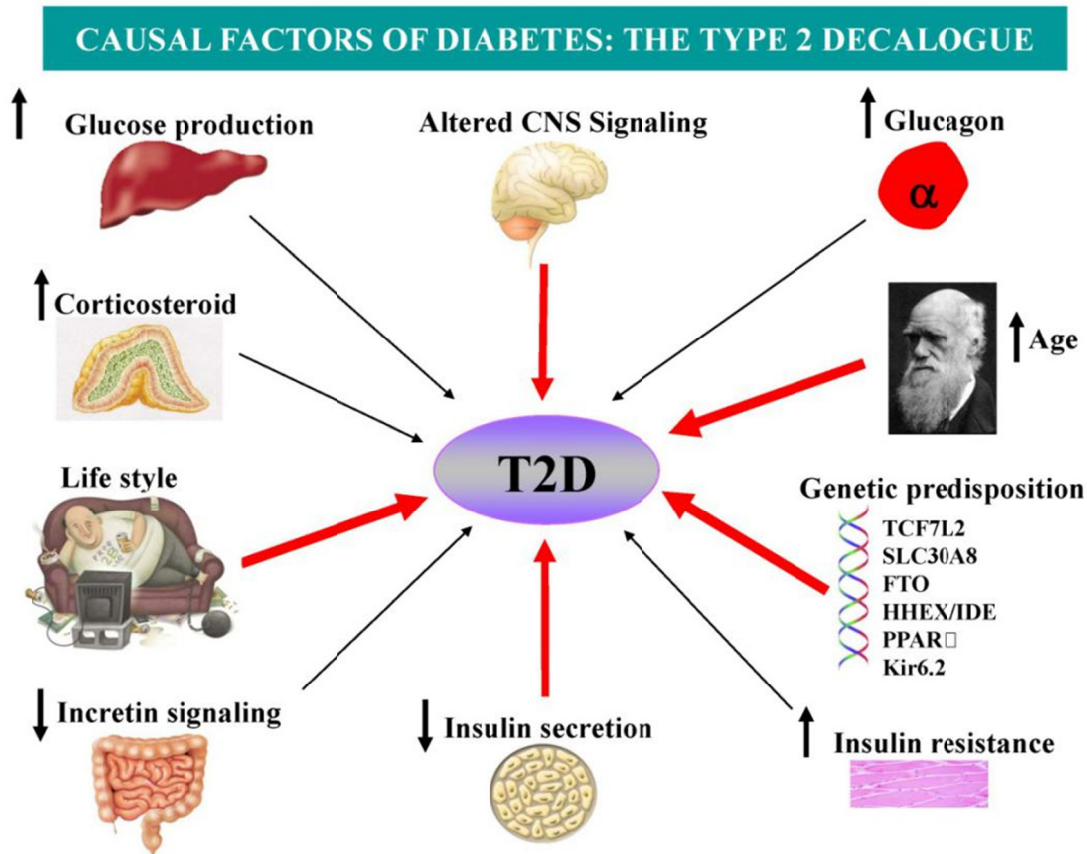 CAUSAL FACTORS OF DIABETES: THE TYPE 2 DECALOGUE
Glucose production
Altered CNS Signaling
Glucagon
α
Corticosteroid
Age
Life style
T2D
Genetic predisposition
TCF7L2
SLC30A8
FTO
HHEX/IDE
PPAR□
Kir6.2
Incretin signaling
Insulin secretion
Insulin resistance